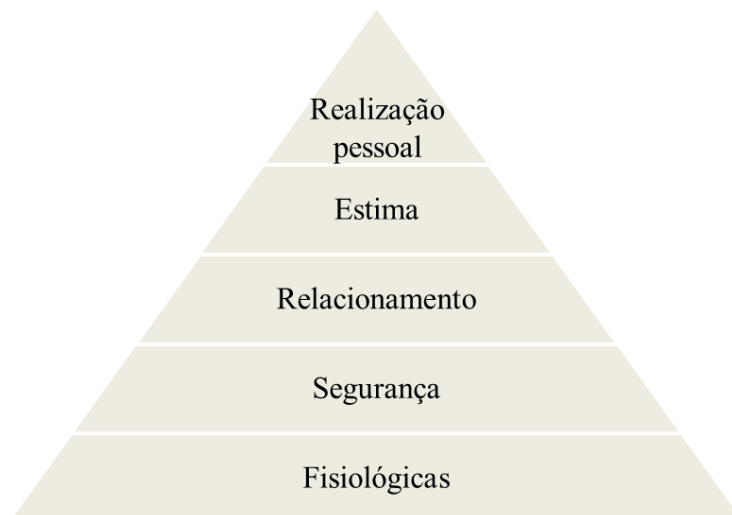 Realização
pessoal
Estima
Relacionamento
Segurança
Fisiológicas